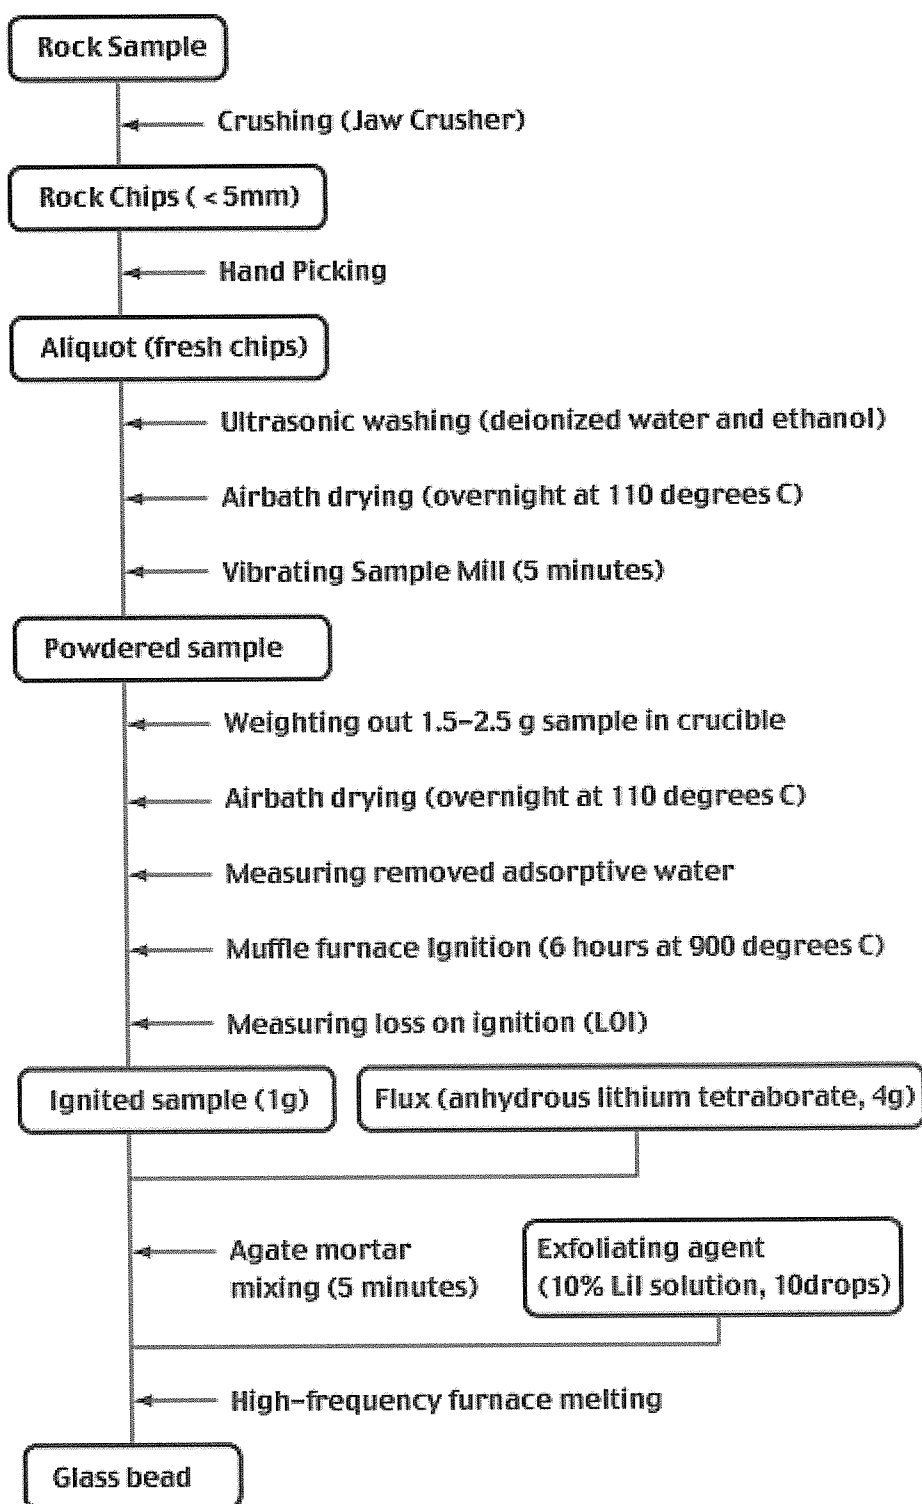 Rock Sample
Crushing (Jaw Crusher)
Rock Chips ( < 5mm)
Hand Picking
Aliquot (fresh chips)
Ultrasonic washing (deionized water and ethanol)
Airbath drying (overnight at 110 degrees C)
Vibrating Sample Mill (5 minutes)
Powdered sample
Weighting out 1.5-2.5 g sample in crucible
Airbath drying (overnight at 110 degrees C)
Measuring removed adsorptive water
Muffle furnace Ignition (6 hours at 900 degrees C)
Measuring loss on ignition (LOI)
Ignited sample (1g)
Flux (anhydrous lithium tetraborate, 4g)
Agate mortar
mixing (5 minutes)
Exfoliating agent
(10% LiI solution, 10drops)
High-frequency furnace melting
Glass bead